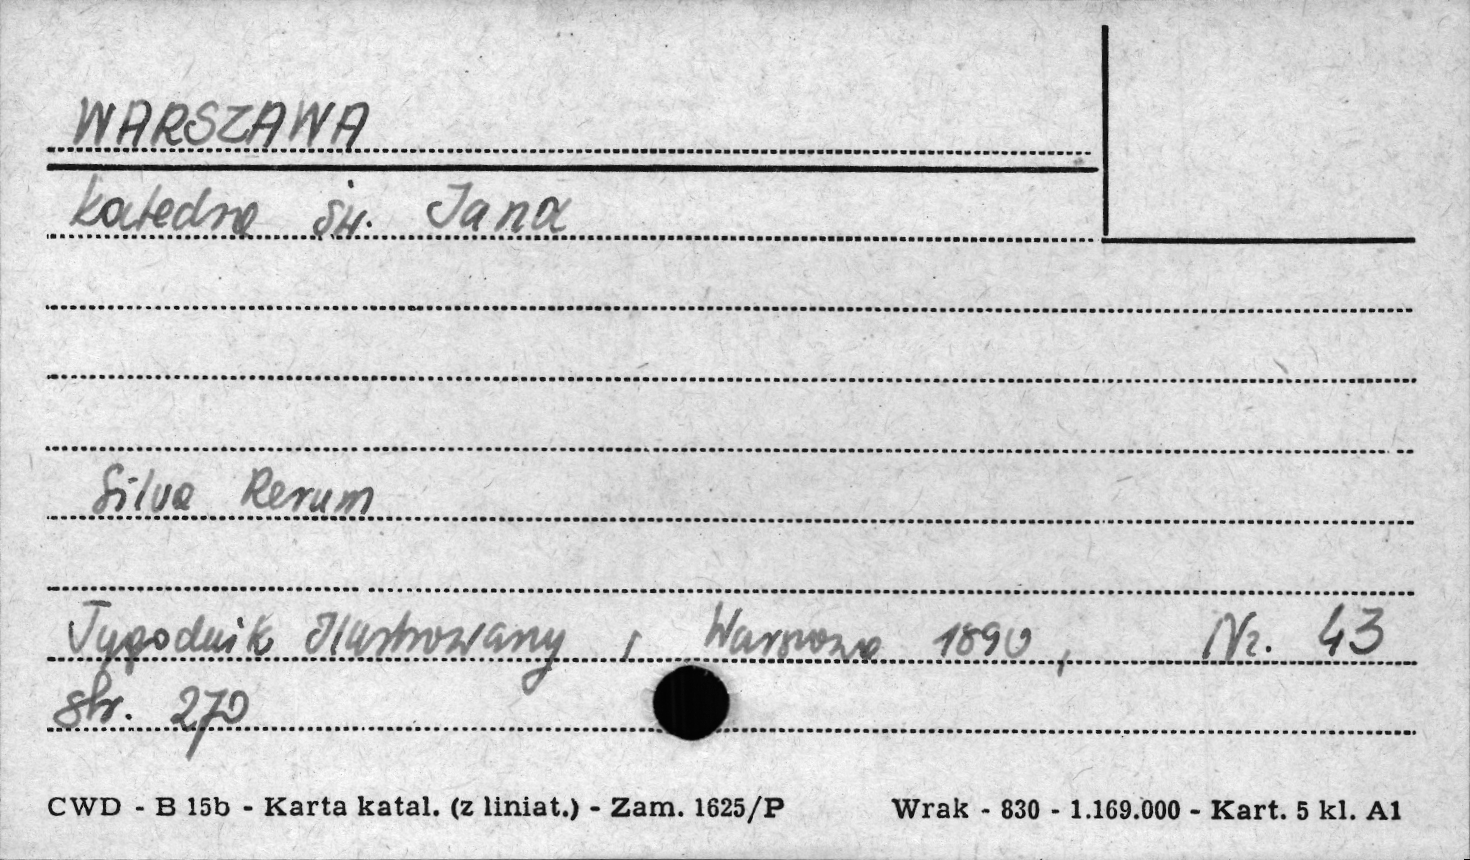 WARSZAWA
katedra św. Jana
Silva Rerum
Tygodnik Ilustrowany, Warszawa 1890, Nr. 43
str. 270
CWD - B 15b - Karta katal. (z liniat.) - Zam. 1625/P Wrak - 830 - 1.169.000 - Kart. 5 kl. A1